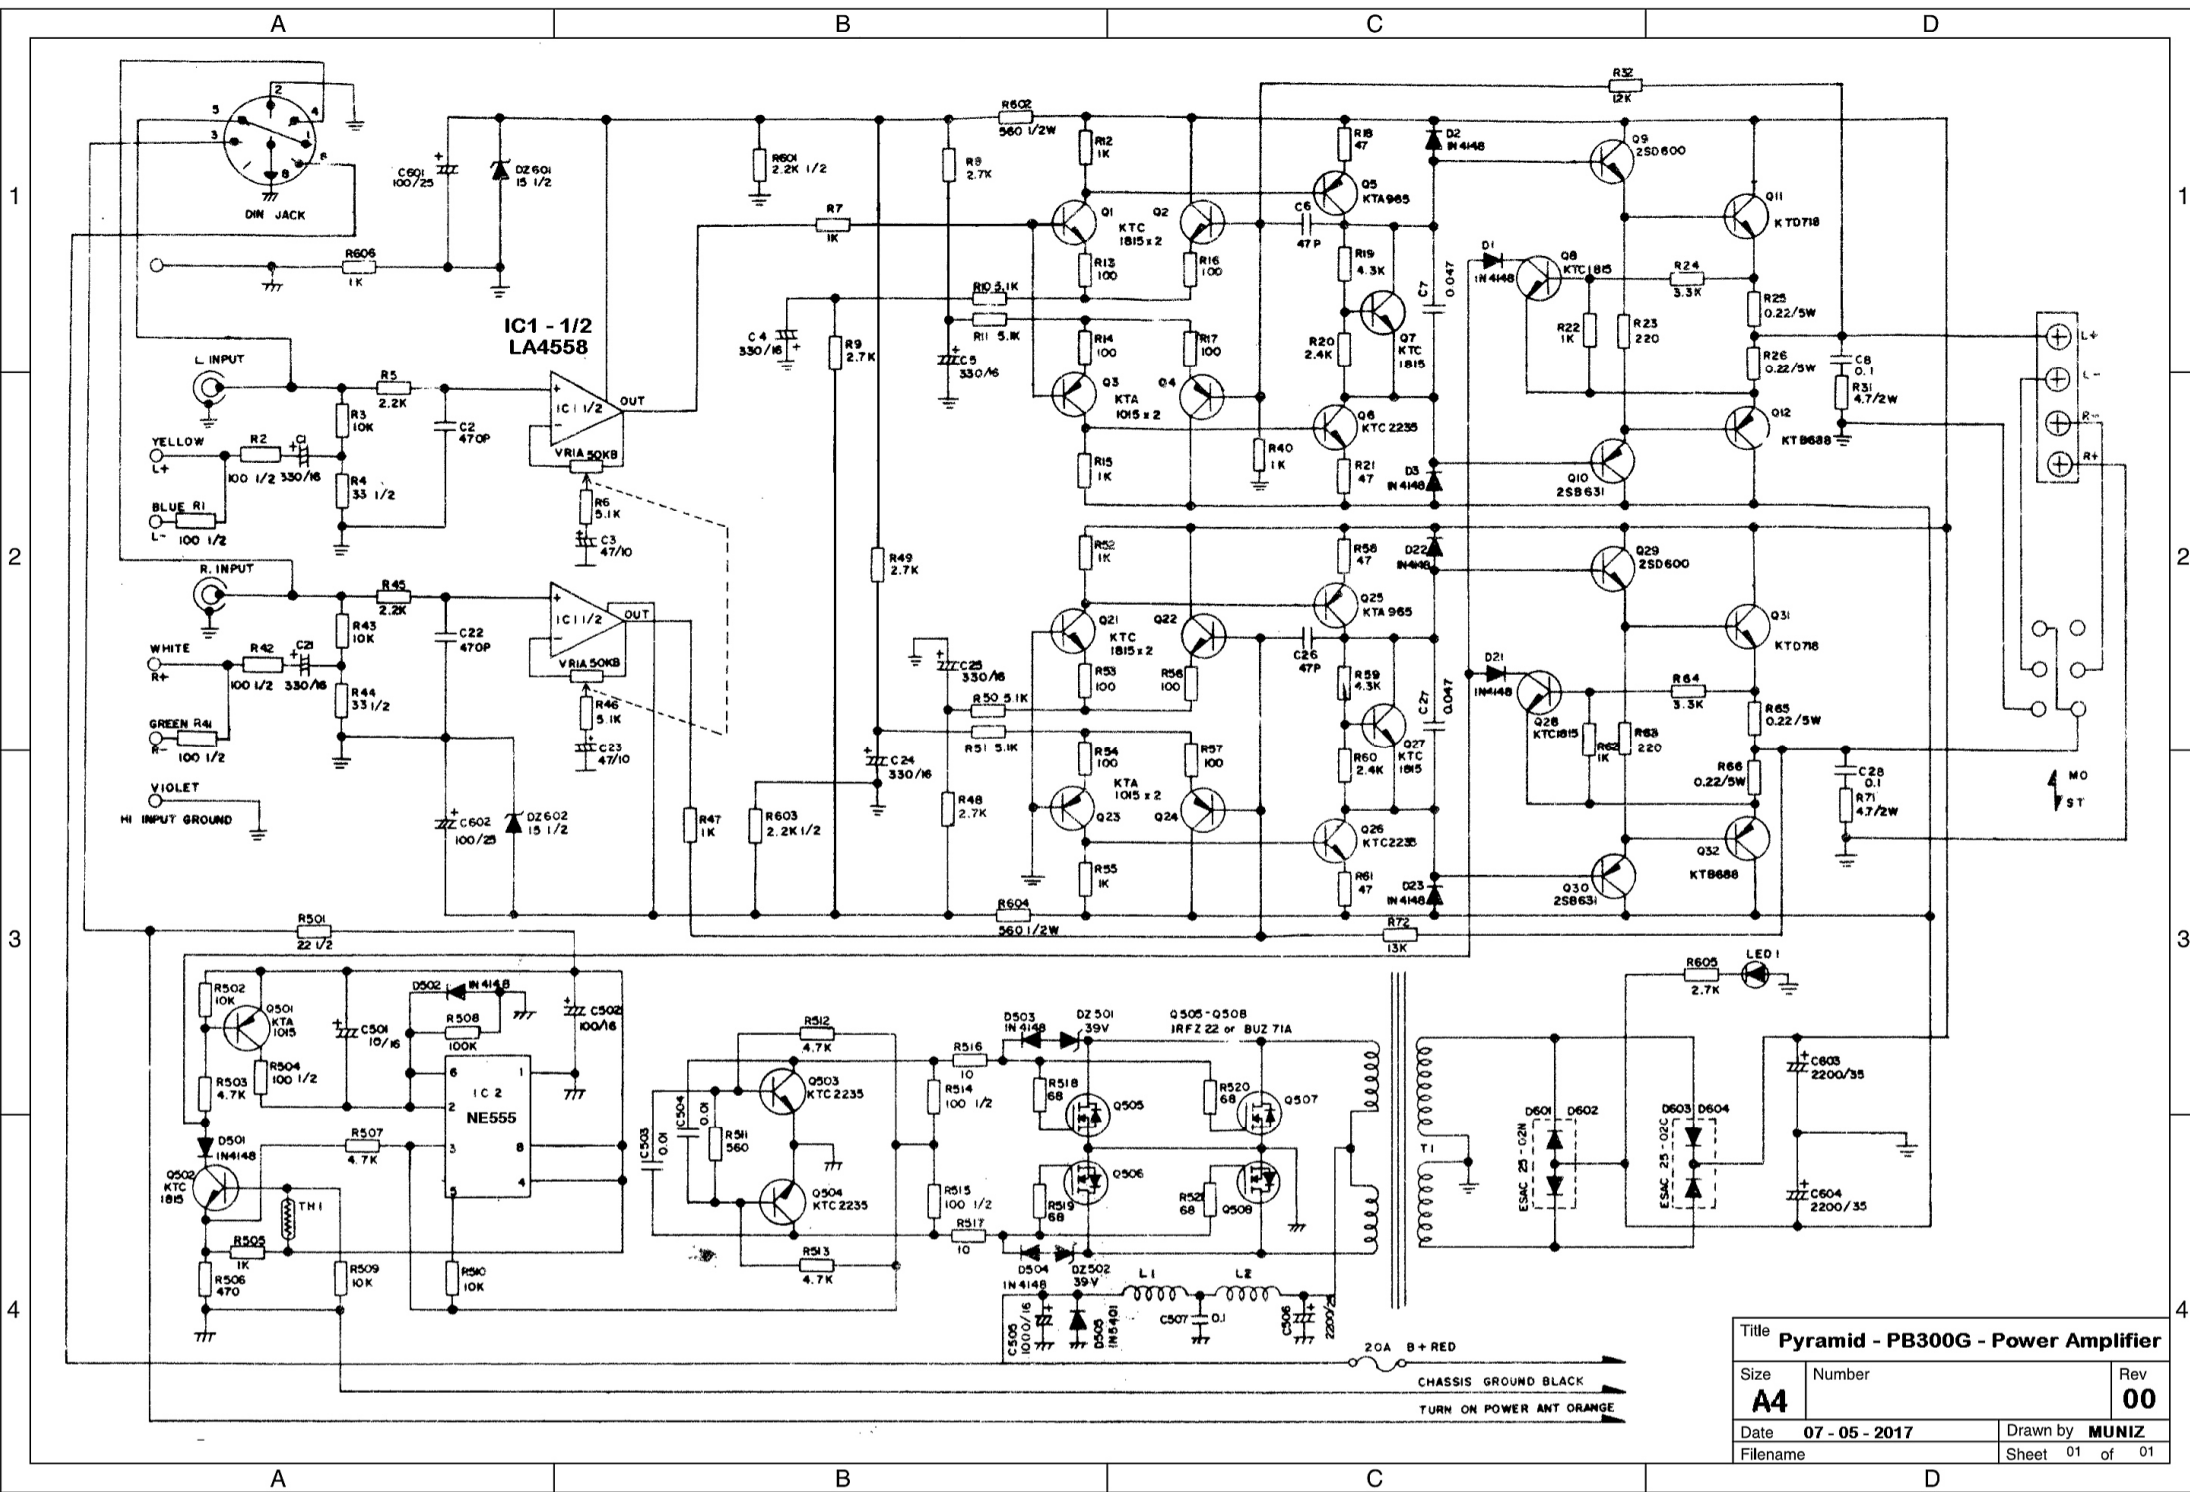 A B C D
1 1
2 2
3 3
4 4
A B C D
2
5
4
3
1
6
8
DIN JACK
C601
100/25
DZ601
15 1/2
R606
1K
R601
2.2K 1/2
R602
560 1/2W
R8
2.7K
R7
1K
IC1 - 1/2
LA4558
L INPUT
R5
2.2K
R3
10K
C2
470P
YELLOW
L+
R2
100 1/2
C1
330/16
R4
33 1/2
BLUE R1
L-
100 1/2
+
IC1 1/2
-
OUT
VR1A 50KB
R6
5.1K
C3
47/10
C4
330/16
R9
2.7K
C5
330/16
R10 5.1K
R11 5.1K
R12
1K
Q1
KTC
1815x2
Q2
R13
100
R16
100
R14
100
R17
100
Q3
KTA
1015x2
Q4
R15
1K
R18
47
Q5
KTA965
C6
47P
R19
4.3K
Q7
KTC
1815
R20
2.4K
Q6
KTC2235
R21
47
R40
1K
D2
IN4148
C7
0.047
D3
IN4148
R32
12K
Q9
2SD600
Q11
KTD718
D1
IN4148
Q8
KTC1815
R24
3.3K
R22
1K
R23
220
R25
0.22/5W
R26
0.22/5W
Q12
KTB688
Q10
2SB631
C8
0.1
R31
4.7/2W
L+
L-
R-
R+
R. INPUT
R45
2.2K
R43
10K
C22
470P
WHITE
R+
R42
100 1/2
C21
330/16
R44
33 1/2
GREEN R41
R-
100 1/2
VIOLET
HI INPUT GROUND
+
IC1 1/2
-
OUT
VR1A 50KB
R46
5.1K
C23
47/10
C602
100/25
DZ602
15 1/2
R47
1K
R603
2.2K1/2
R49
2.7K
C24
330/16
C25
330/16
R50 5.1K
R51 5.1K
R48
2.7K
R604
560 1/2W
R52
1K
Q21
KTC
1815x2
Q22
R53
100
R56
100
R54
100
R57
100
KTA
1015x2
Q23
Q24
R55
1K
R58
47
Q25
KTA965
C26
47P
R59
4.3K
Q27
KTC
1815
R60
2.4K
Q26
KTC2235
R61
47
D22
IN4148
C27
0.047
D23
IN4148
R72
13K
Q29
2SD600
Q31
KTD718
D21
IN4148
Q28
KTC1815
R64
3.3K
R62
1K
R63
220
R65
0.22/5W
R66
0.22/5W
Q32
KTB688
Q30
2SB631
C28
0.1
R71
4.7/2W
MO
ST
R501
22 1/2
R502
10K
Q501
KTA
1015
R503
4.7K
R504
100 1/2
C501
10/16
D502 IN4148
R508
100K
C502
100/16
6
1
2
IC2
NE555
3
8
5
4
D501
IN4148
Q502
KTC
1815
R507
4.7K
TH1
R505
1K
R506
470
R509
10K
R510
10K
R512
4.7K
Q503
KTC2235
C504
0.01
C503
0.01
R511
560
Q504
KTC2235
R513
4.7K
R516
10
R514
100 1/2
R515
100 1/2
R517
10
D503
IN4148
DZ501
39V
Q505-Q508
IRFZ22 or BUZ71A
R518
68
Q505
R520
68
Q507
Q506
R519
68
R521
68
Q508
D504
IN4148
DZ502
39V
C505
1000/16
D505
IN5401
L1
L2
C507
0.1
C506
2200/25
T1
R605
2.7K
LED1
D601 D602
ESAC 25-02N
D603 D604
ESAC 25-02C
C603
2200/35
C604
2200/35
20A B+RED
CHASSIS GROUND BLACK
TURN ON POWER ANT ORANGE
Title Pyramid - PB300G - Power Amplifier
Size A4
Number
Rev 00
Date 07 - 05 - 2017
Drawn by MUNIZ
Filename
Sheet 01 of 01